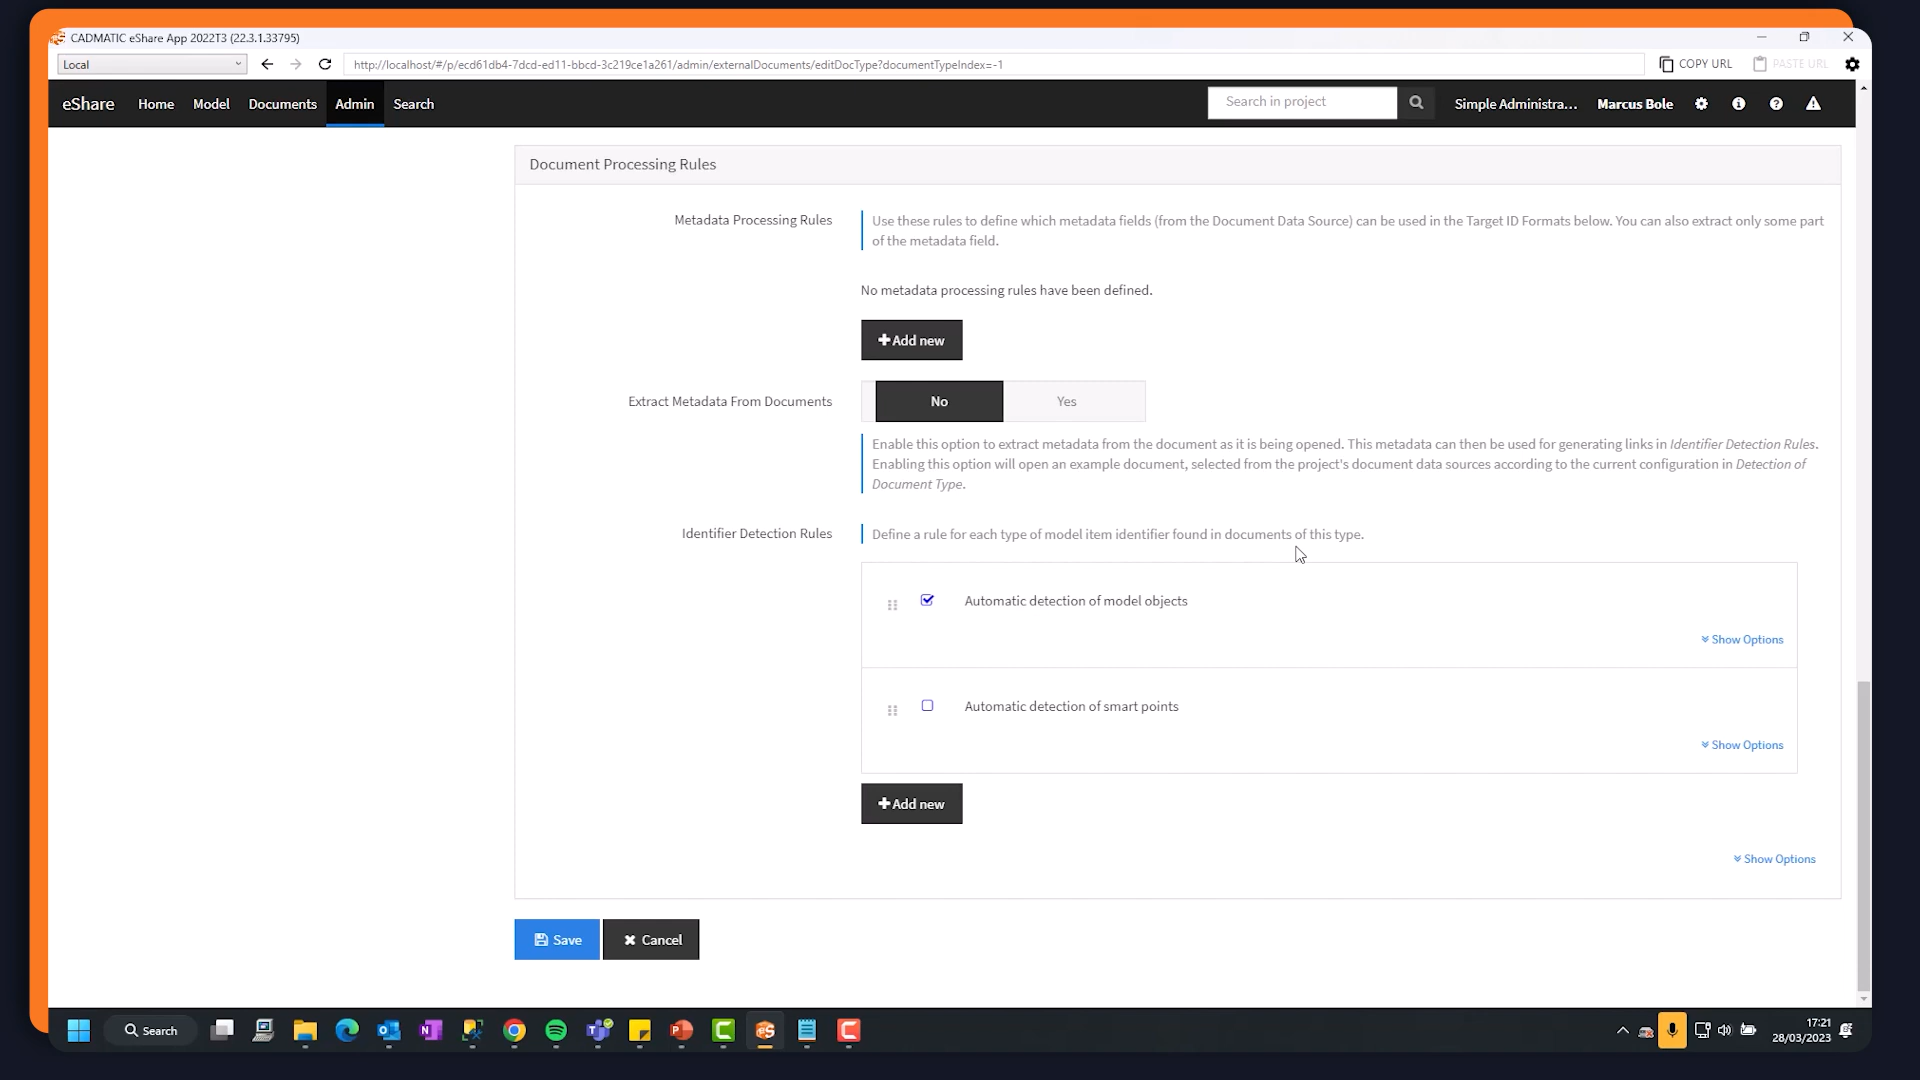 CADMATIC eShare App 2022T3 (22.3.1.33795)
Local
http://localhost/#/p/ecd61db4-7dcd-ed11-bbcd-3c219ce1a261/admin/externalDocuments/editDocType?documentTypeIndex=-1
COPY URL
PASTE URL
eShare Home Model Documents Admin Search
Search in project
Simple Administra... Marcus Bole
Document Processing Rules
Metadata Processing Rules
Use these rules to define which metadata fields (from the Document Data Source) can be used in the Target ID Formats below. You can also extract only some part
of the metadata field.
No metadata processing rules have been defined.
Add new
Extract Metadata From Documents
No Yes
Enable this option to extract metadata from the document as it is being opened. This metadata can then be used for generating links in Identifier Detection Rules.
Enabling this option will open an example document, selected from the project's document data sources according to the current configuration in Detection of
Document Type.
Identifier Detection Rules
Define a rule for each type of model item identifier found in documents of this type.
Automatic detection of model objects
Show Options
Automatic detection of smart points
Show Options
Add new
Show Options
Save Cancel
Search
17:21
28/03/2023